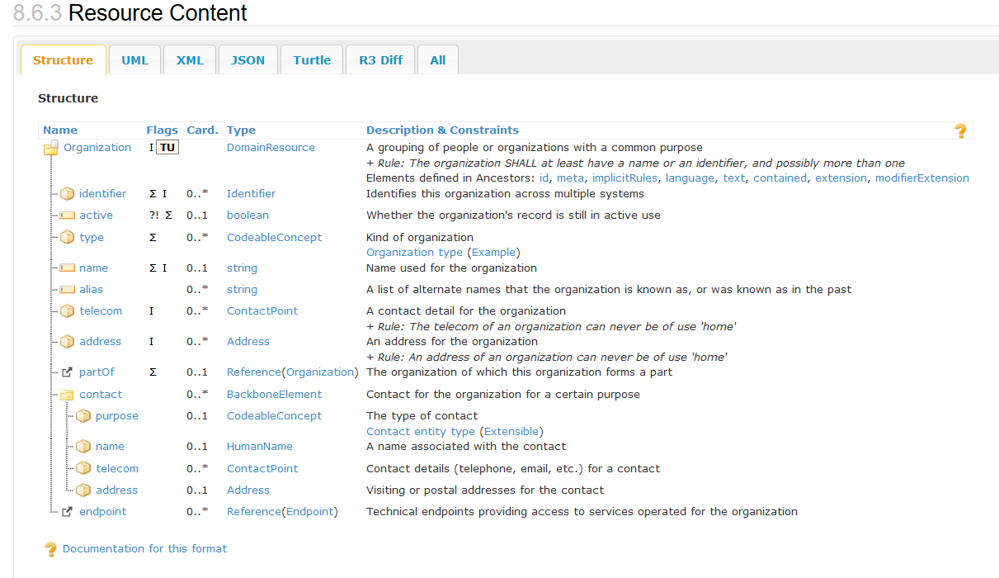 8.6.3 Resource Content
Structure UML XML JSON Turtle R3 Diff All
Structure
Name Flags Card. Type Description & Constraints ?
Organization I TU DomainResource A grouping of people or organizations with a common purpose
+ Rule: The organization SHALL at least have a name or an identifier, and possibly more than one
Elements defined in Ancestors: id, meta, implicitRules, language, text, contained, extension, modifierExtension
identifier Σ I 0..* Identifier Identifies this organization across multiple systems
active ?! Σ 0..1 boolean Whether the organization's record is still in active use
type Σ 0..* CodeableConcept Kind of organization
Organization type (Example)
name Σ I 0..1 string Name used for the organization
alias 0..* string A list of alternate names that the organization is known as, or was known as in the past
telecom I 0..* ContactPoint A contact detail for the organization
+ Rule: The telecom of an organization can never be of use 'home'
address I 0..* Address An address for the organization
+ Rule: An address of an organization can never be of use 'home'
partOf Σ 0..1 Reference(Organization) The organization of which this organization forms a part
contact 0..* BackboneElement Contact for the organization for a certain purpose
purpose 0..1 CodeableConcept The type of contact
Contact entity type (Extensible)
name 0..1 HumanName A name associated with the contact
telecom 0..* ContactPoint Contact details (telephone, email, etc.) for a contact
address 0..1 Address Visiting or postal addresses for the contact
endpoint 0..* Reference(Endpoint) Technical endpoints providing access to services operated for the organization
? Documentation for this format